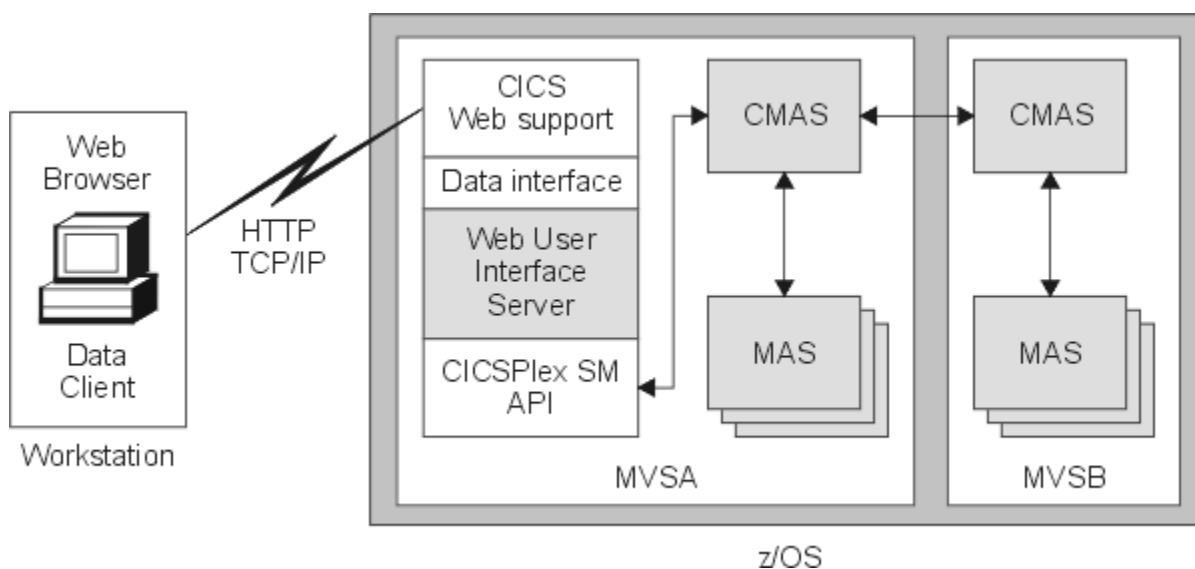 Web
Browser
Data
Client
Workstation
HTTP
TCP/IP
CICS
Web support
Data interface
Web User
Interface
Server
CICSPlex SM
API
CMAS
MAS
MVSA
CMAS
MAS
MVSB
z/OS